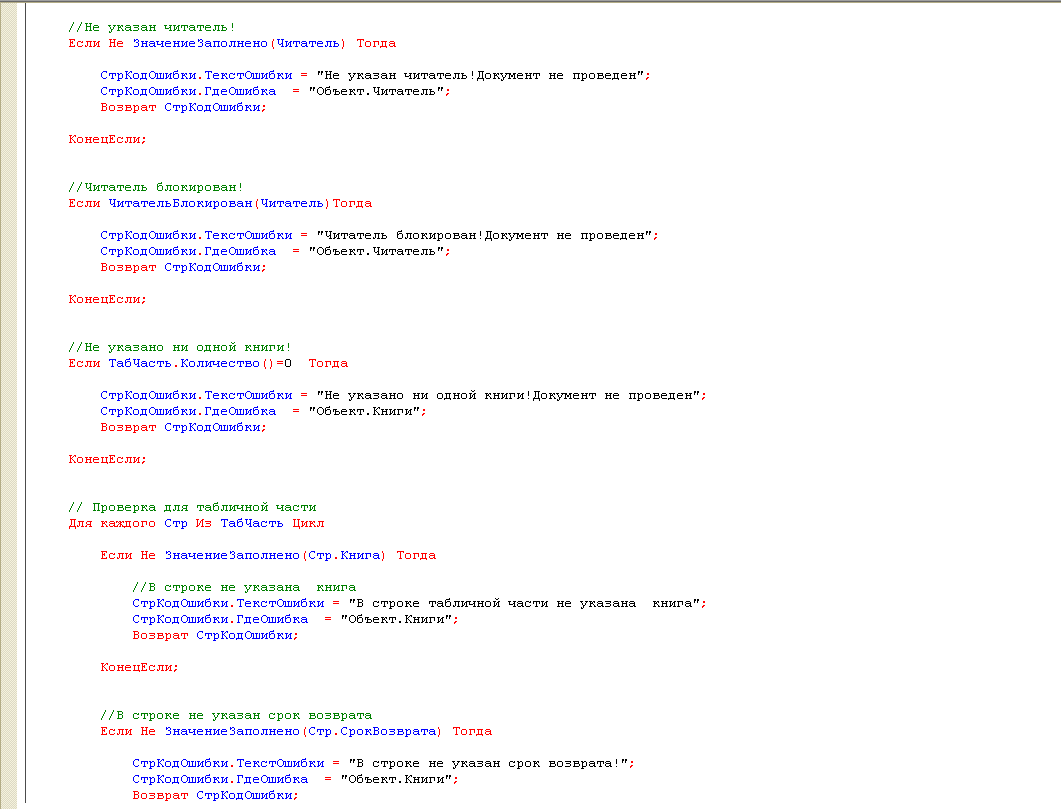 //Не указан читатель!
Если Не ЗначениеЗаполнено(Читатель) Тогда
СтрКодОшибки.ТекстОшибки = "Не указан читатель!Документ не проведен";
СтрКодОшибки.ГдеОшибка  = "Объект.Читатель";
Возврат СтрКодОшибки;
КонецЕсли;
//Читатель блокирован!
Если ЧитательБлокирован(Читатель)Тогда
СтрКодОшибки.ТекстОшибки = "Читатель блокирован!Документ не проведен";
СтрКодОшибки.ГдеОшибка  = "Объект.Читатель";
Возврат СтрКодОшибки;
КонецЕсли;
//Не указано ни одной книги!
Если ТабЧасть.Количество()=0  Тогда
СтрКодОшибки.ТекстОшибки = "Не указано ни одной книги!Документ не проведен";
СтрКодОшибки.ГдеОшибка  = "Объект.Книги";
Возврат СтрКодОшибки;
КонецЕсли;
// Проверка для табличной части
Для каждого Стр Из ТабЧасть Цикл
Если Не ЗначениеЗаполнено(Стр.Книга) Тогда
//В строке не указана  книга
СтрКодОшибки.ТекстОшибки = "В строке табличной части не указана  книга";
СтрКодОшибки.ГдеОшибка  = "Объект.Книги";
Возврат СтрКодОшибки;
КонецЕсли;
//В строке не указан срок возврата
Если Не ЗначениеЗаполнено(Стр.СрокВозврата) Тогда
СтрКодОшибки.ТекстОшибки = "В строке не указан срок возврата!";
СтрКодОшибки.ГдеОшибка  = "Объект.Книги";
Возврат СтрКодОшибки;